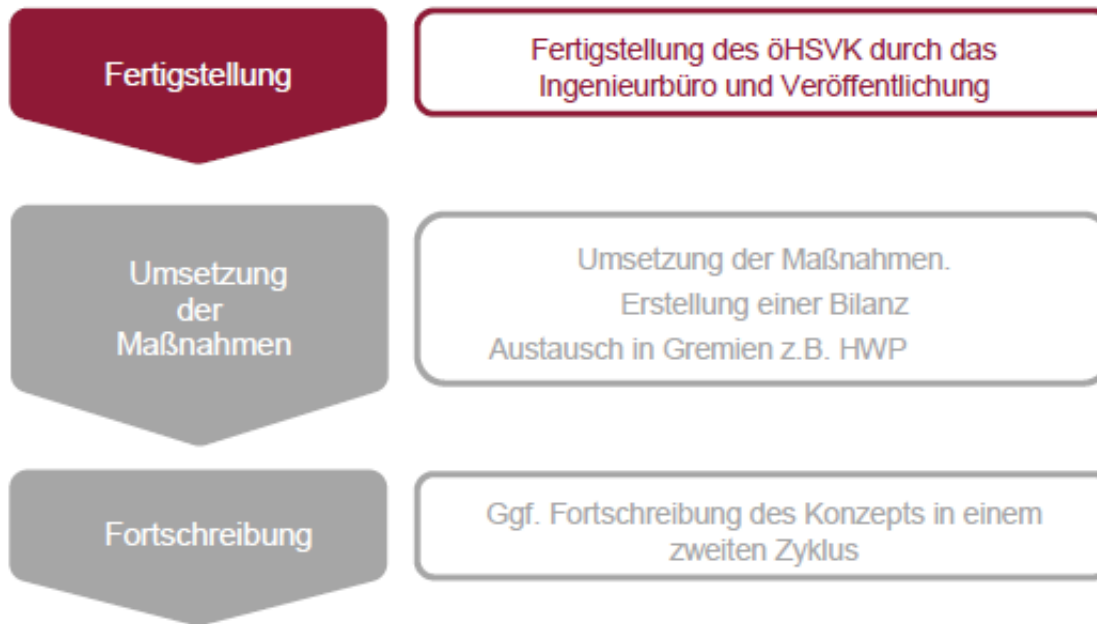 Fertigstellung
Fertigstellung des öHSVK durch das
Ingenieurbüro und Veröffentlichung
Umsetzung
der
Maßnahmen
Umsetzung der Maßnahmen.
Erstellung einer Bilanz
Austausch in Gremien z.B. HWP
Fortschreibung
Ggf. Fortschreibung des Konzepts in einem
zweiten Zyklus